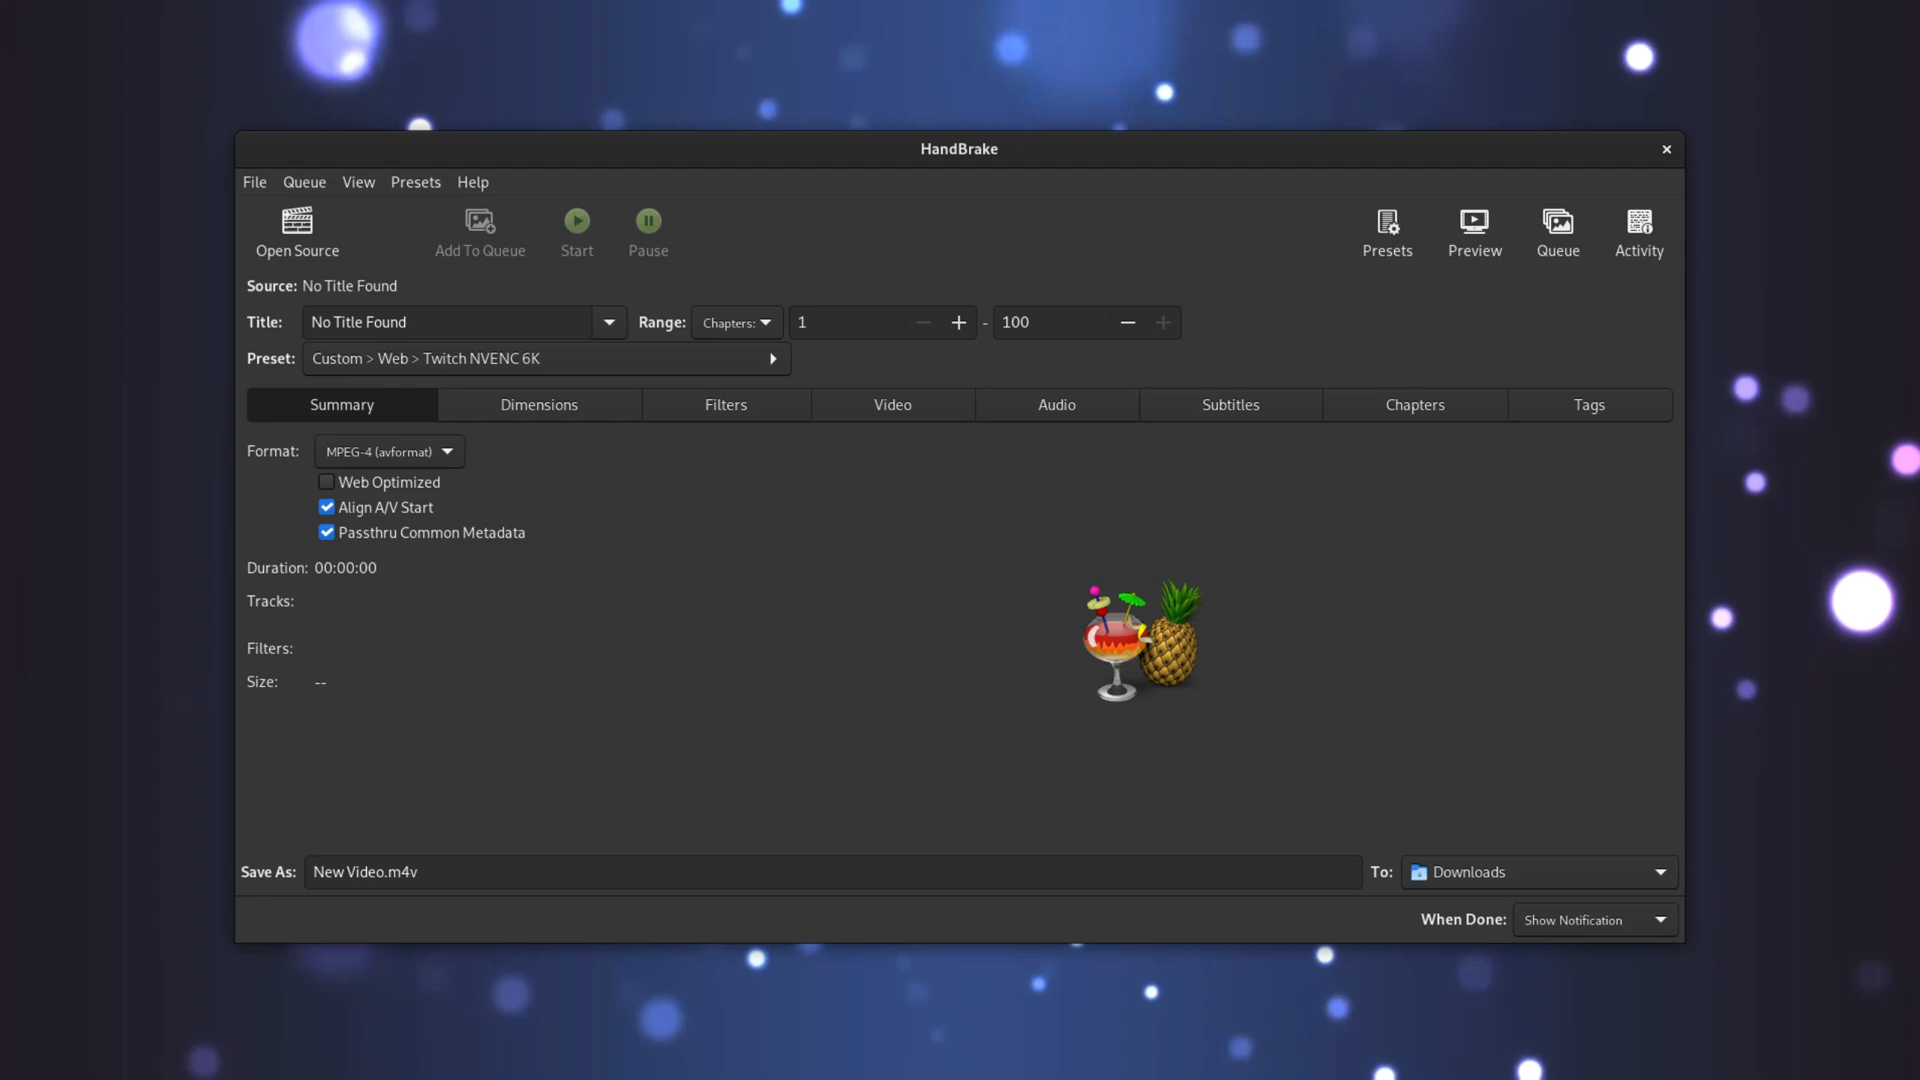 HandBrake
File Queue View Presets Help
Open Source Add To Queue Start Pause Presets Preview Queue Activity
Source: No Title Found
Title: No Title Found Range: Chapters: 1 - 100
Preset: Custom > Web > Twitch NVENC 6K
Summary Dimensions Filters Video Audio Subtitles Chapters Tags
Format: MPEG-4 (avformat)
Web Optimized
Align A/V Start
Passthru Common Metadata
Duration: 00:00:00
Tracks:
Filters:
Size: --
Save As: New Video.m4v To: Downloads
When Done: Show Notification